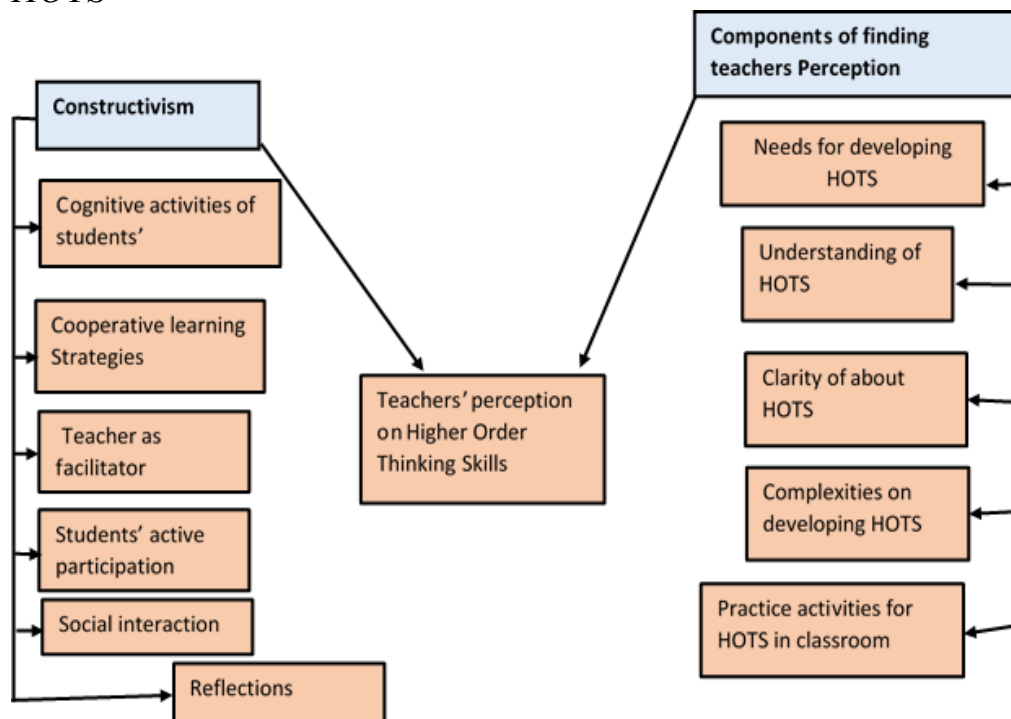 HOTS
Constructivism
Cognitive activities of
students’
Cooperative learning
Strategies
Teacher as
facilitator
Students’ active
participation
Social interaction
Reflections
Teachers’ perception
on Higher Order
Thinking Skills
Components of finding
teachers Perception
Needs for developing
HOTS
Understanding of
HOTS
Clarity of about
HOTS
Complexities on
developing HOTS
Practice activities for
HOTS in classroom